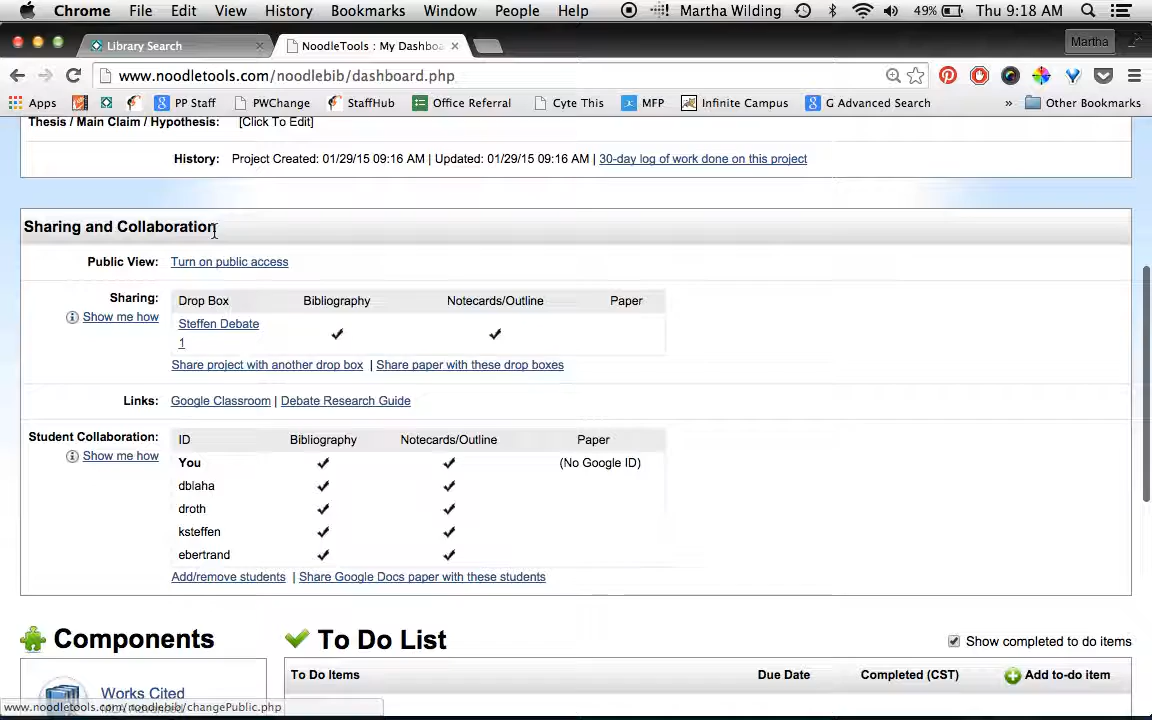 Chrome File Edit View History Bookmarks Window People Help Martha Wilding 49% Thu 9:18 AM
Library Search × NoodleTools : My Dashboa × Martha
www.noodletools.com/noodlebib/dashboard.php
Apps PP Staff PWChange StaffHub Office Referral Cyte This MFP Infinite Campus G Advanced Search » Other Bookmarks
Thesis / Main Claim / Hypothesis: [Click To Edit]
History: Project Created: 01/29/15 09:16 AM | Updated: 01/29/15 09:16 AM | 30-day log of work done on this project
Sharing and Collaboration
Public View: Turn on public access
Sharing: Drop Box Bibliography Notecards/Outline Paper
Show me how Steffen Debate
1
Share project with another drop box | Share paper with these drop boxes
Links: Google Classroom | Debate Research Guide
Student Collaboration: ID Bibliography Notecards/Outline Paper
Show me how
You (No Google ID)
dblaha
droth
ksteffen
ebertrand
Add/remove students | Share Google Docs paper with these students
Components To Do List Show completed to do items
To Do Items Due Date Completed (CST) Add to-do item
Works Cited
www.noodletools.com/noodlebib/changePublic.php